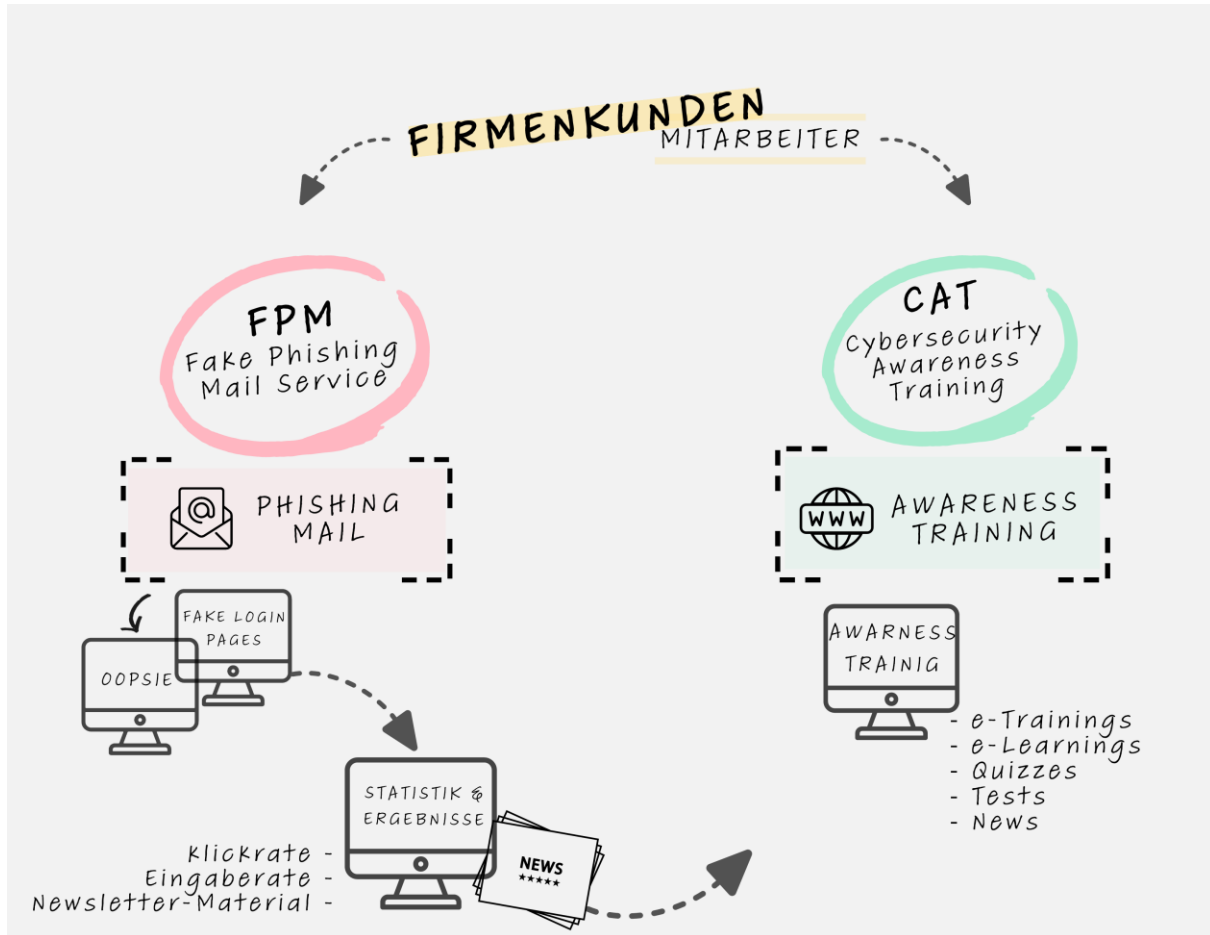 FIRMENKUNDEN
MITARBEITER
FPM
Fake Phishing
Mail Service
CAT
Cybersecurity
Awareness
Training
@
PHISHING
MAIL
WWW
AWARENESS
TRAINING
FAKE LOGIN
PAGES
OOPSIE
AWARNESS
TRAINIG
- e-Trainings
- e-Learnings
- Quizzes
- Tests
- News
STATISTIK &
ERGEBNISSE
NEWS
★★★★★
Klickrate -
Eingaberate -
Newsletter-Material -